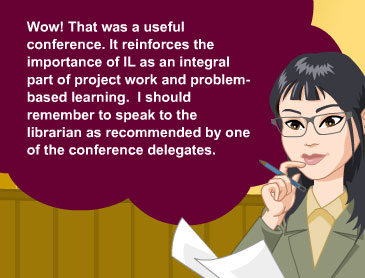 Wow! That was a useful
conference. It reinforces the
importance of IL as an integral
part of project work and problem-
based learning.  I should
remember to speak to the
librarian as recommended by one
of the conference delegates.